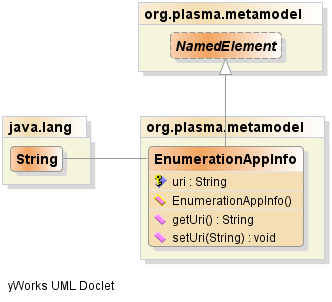 org.plasma.metamodel
NamedElement
java.lang
String
org.plasma.metamodel
EnumerationAppInfo
uri : String
EnumerationAppInfo()
getUri() : String
setUri(String) : void
yWorks UML Doclet